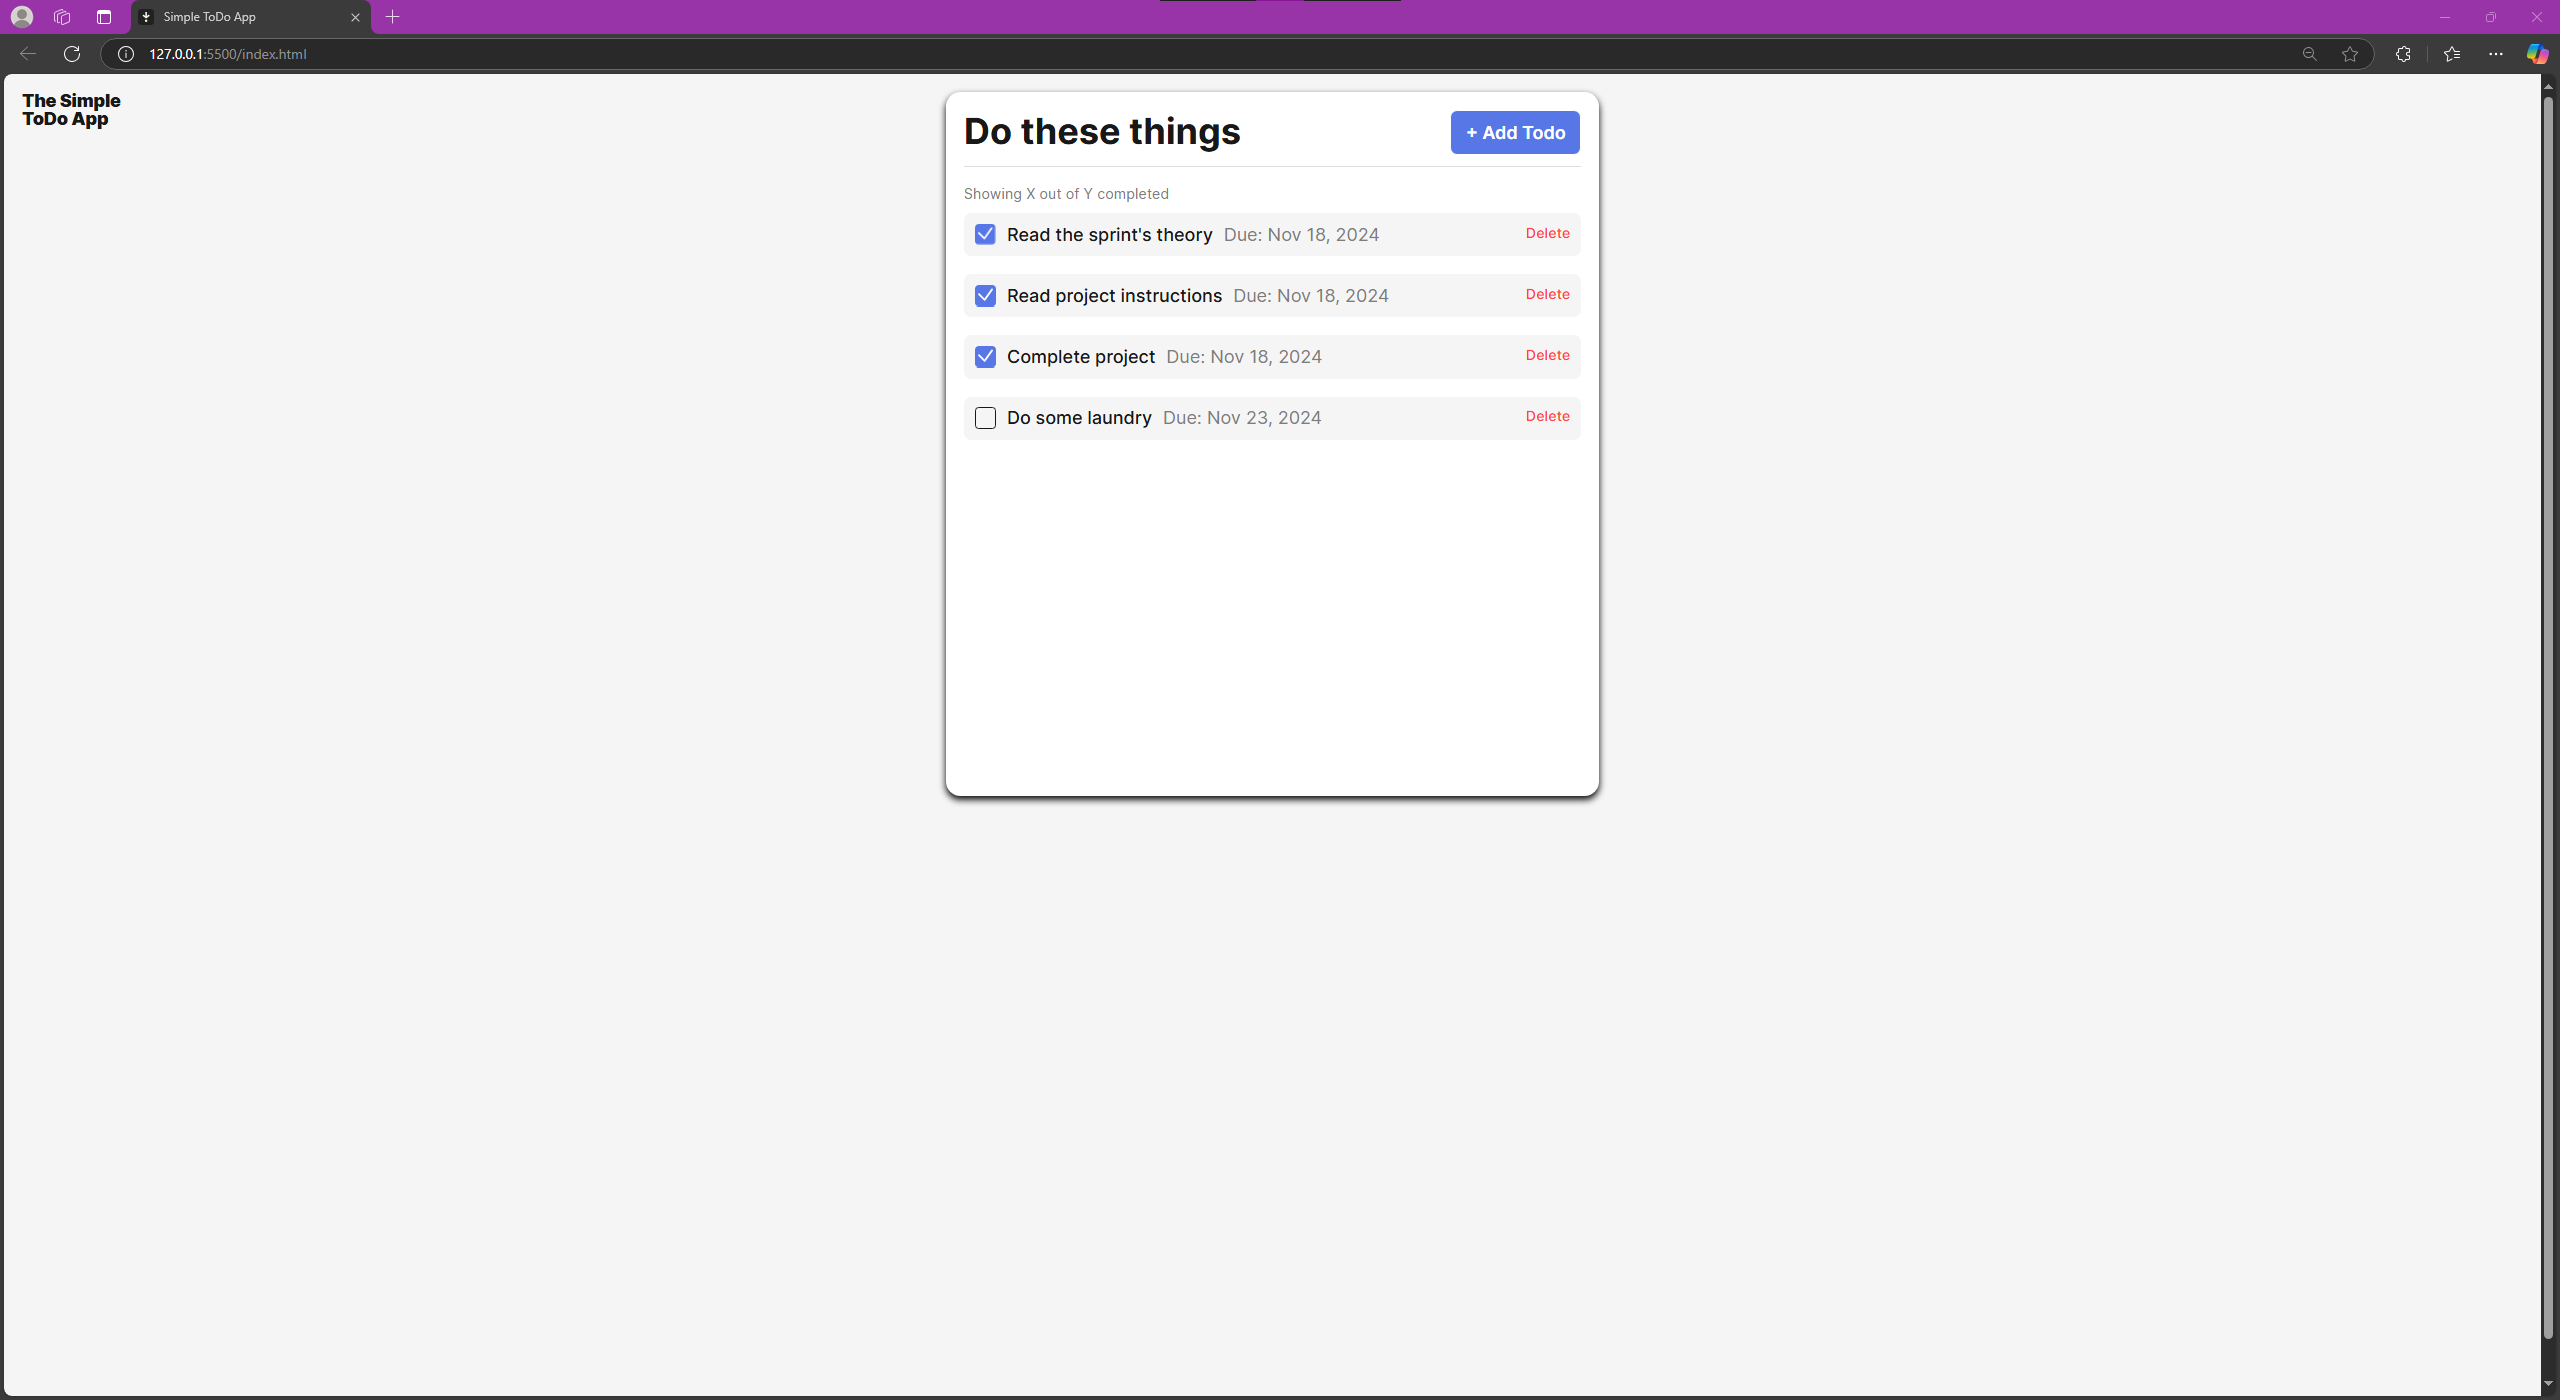 Simple ToDo App
127.0.0.1:5500/index.html
The Simple
ToDo App
Do these things
+ Add Todo
Showing X out of Y completed
Read the sprint's theory Due: Nov 18, 2024 Delete
Read project instructions Due: Nov 18, 2024 Delete
Complete project Due: Nov 18, 2024 Delete
Do some laundry Due: Nov 23, 2024 Delete